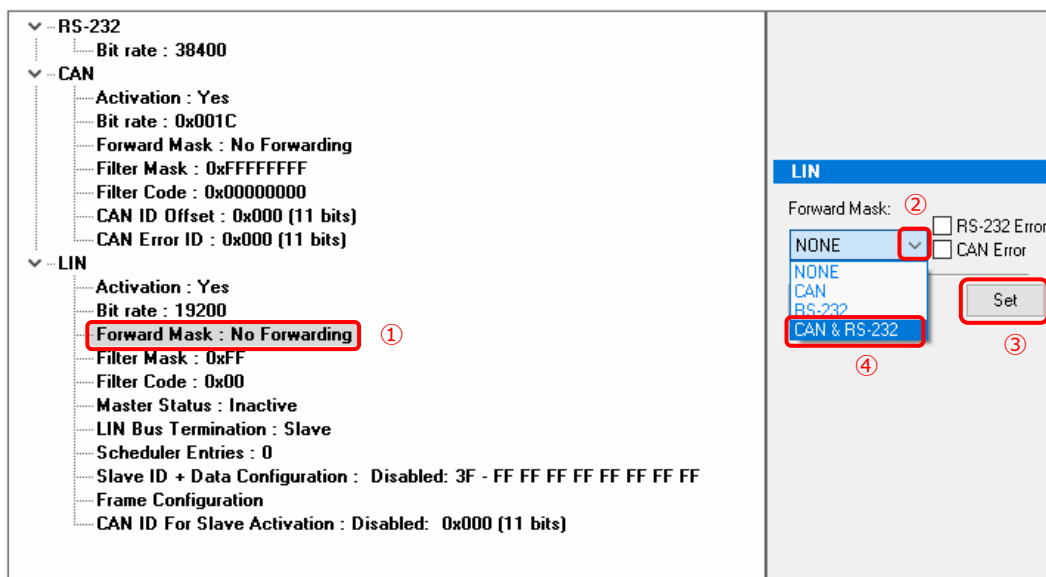 RS-232
Bit rate : 38400
CAN
Activation : Yes
Bit rate : 0x001C
Forward Mask : No Forwarding
Filter Mask : 0xFFFFFFFF
Filter Code : 0x00000000
CAN ID Offset : 0x000 (11 bits)
CAN Error ID : 0x000 (11 bits)
LIN
Activation : Yes
Bit rate : 19200
Forward Mask : No Forwarding ①
Filter Mask : 0xFF
Filter Code : 0x00
Master Status : Inactive
LIN Bus Termination : Slave
Scheduler Entries : 0
Slave ID + Data Configuration : Disabled: 3F - FF FF FF FF FF FF FF FF
Frame Configuration
CAN ID For Slave Activation : Disabled: 0x000 (11 bits)
LIN
Forward Mask: ②
RS-232 Error
NONE
CAN Error
NONE
CAN
RS-232
CAN & RS-232
Set
③
④